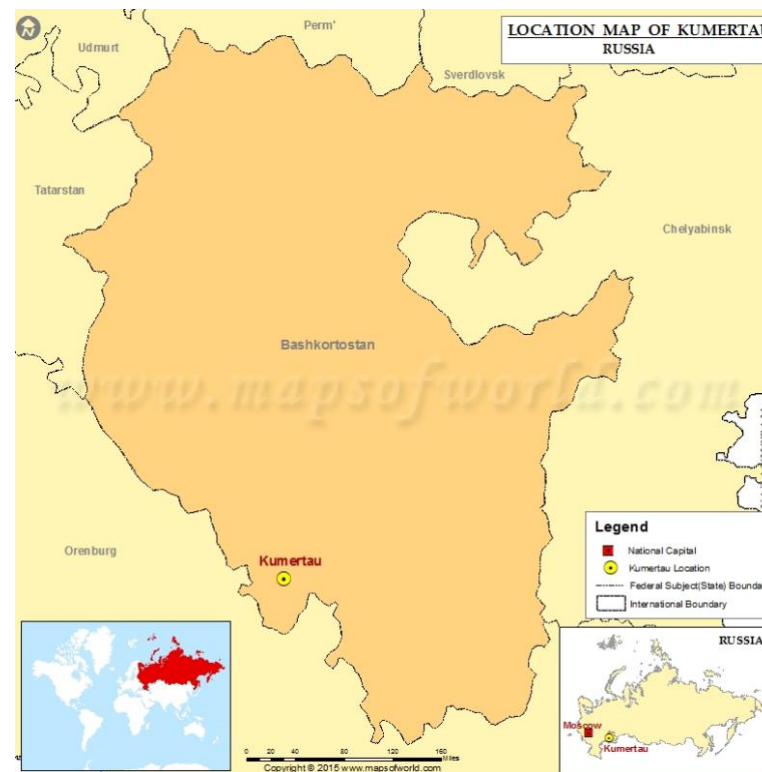 LOCATION MAP OF KUMERTAU
RUSSIA
Perm'
Udmurt
Sverdlovsk
Tatarstan
Chelyabinsk
Bashkortostan
www.mapsofworld.com
Orenburg
Kumertau
Legend
National Capital
Kumertau Location
Federal Subject(State) Bounda
International Boundary
RUSSIA
Moscow
Kumertau
0 20 40 80 120 160
Miles
Copyright © 2015 www.mapsofworld.com